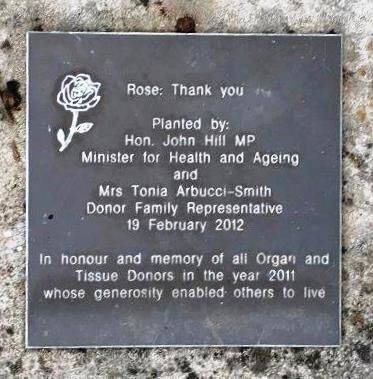 Rose: Thank you
Planted by:
Hon. John Hill MP
Minister for Health and Ageing
and
Mrs Tonia Arbucci-Smith
Donor Family Representative
19 February 2012
In honour and memory of all Organ and
Tissue Donors in the year 2011
whose generosity enabled others to live